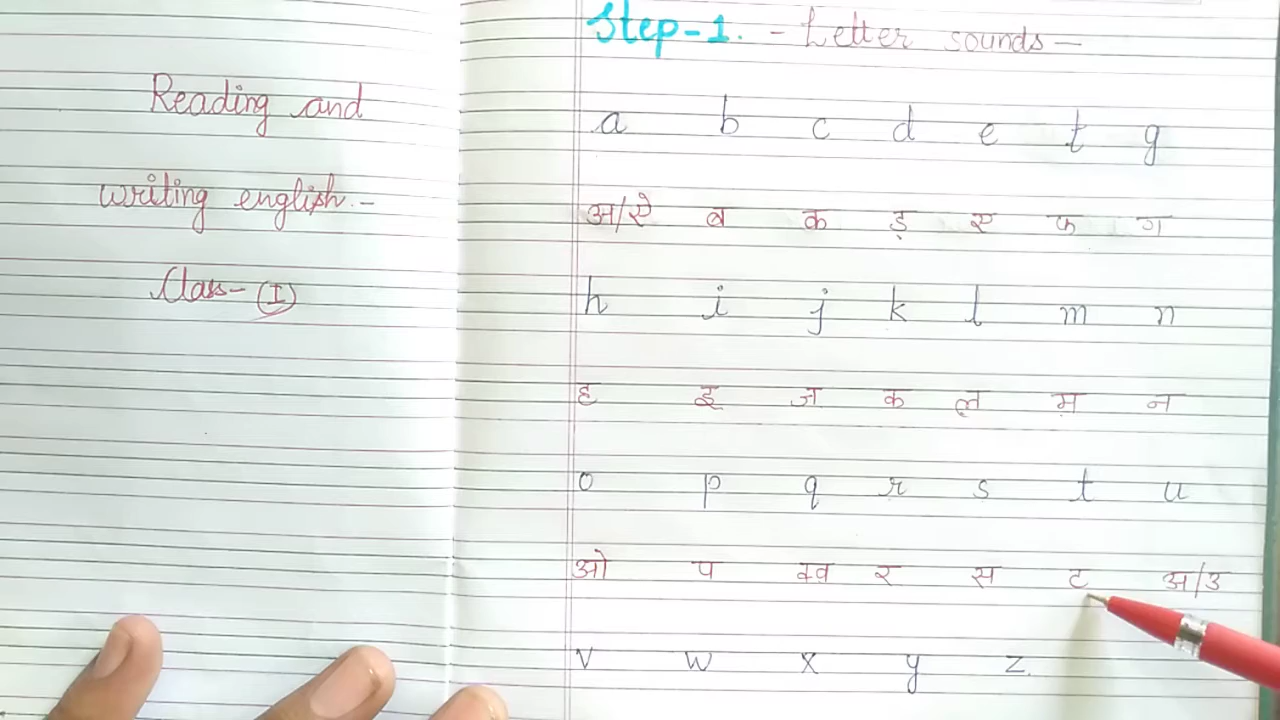 Reading and
writing english.-
Class-(I)
Step-1. - Letter sounds-
a b c d e t g
अ/ऐ ब क ड़ ए फ ग
h i j k l m n
ह इ ज क ल म न
o p q r s t u
ओ प क्व र स ट अ/उ
v w x y z.